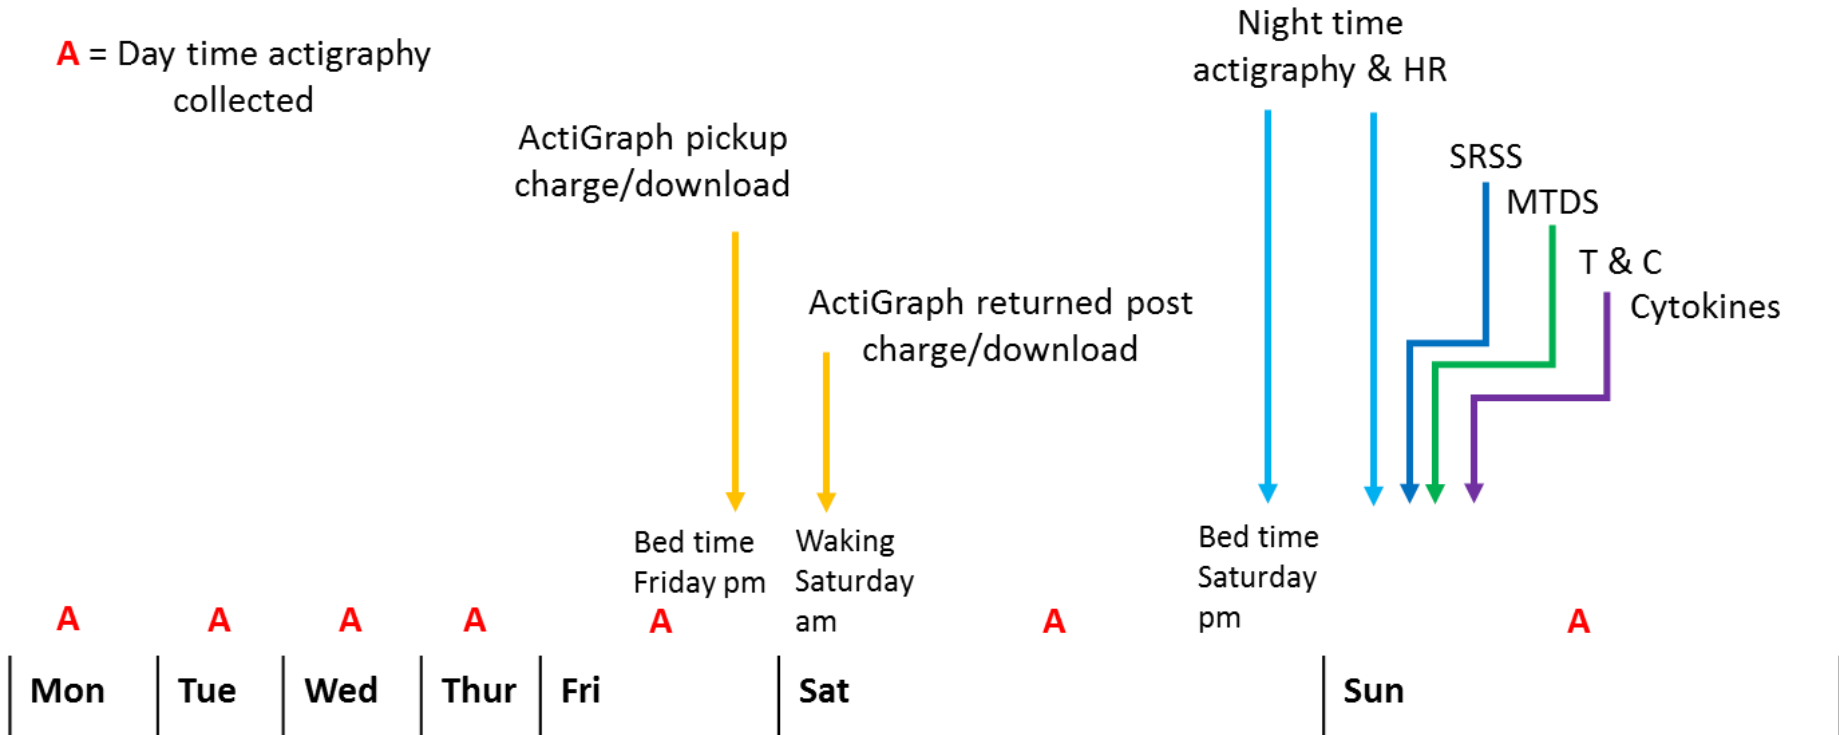 A = Day time actigraphy
collected
ActiGraph pickup
charge/download
ActiGraph returned post
charge/download
Night time
actigraphy & HR
SRSS
MTDS
T & C
Cytokines
Bed time
Friday pm
Waking
Saturday
am
Bed time
Saturday
pm
A A A A A A A
Mon Tue Wed Thur Fri Sat Sun